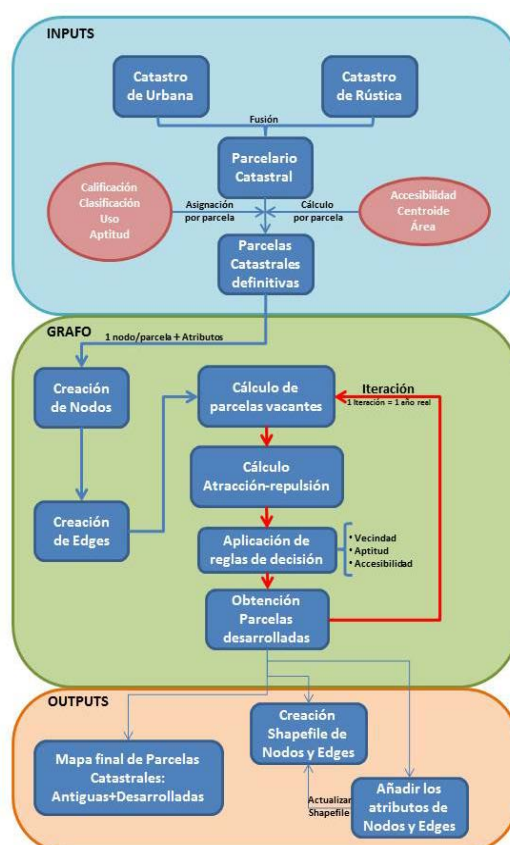 INPUTS
Catastro
de Urbana
Catastro
de Rústica
Fusión
Parcelario
Catastral
Calificación
Clasificación
Uso
Aptitud
Asignación
por parcela
Cálculo
por parcela
Accesibilidad
Centroide
Área
Parcelas
Catastrales
definitivas
GRAFO
1 nodo/parcela + Atributos
Creación
de Nodos
Cálculo de
parcelas vacantes
Iteración
1 Iteración = 1 año real
Cálculo
Atracción-repulsión
Creación
de Edges
Aplicación de
reglas de decisión
• Vecindad
• Aptitud
• Accesibilidad
Obtención
Parcelas
desarrolladas
OUTPUTS
Mapa final de Parcelas
Catastrales:
Antiguas+Desarrolladas
Creación
Shapefile de
Nodos y Edges
Actualizar
Shapefile
Añadir los
atributos de
Nodos y Edges